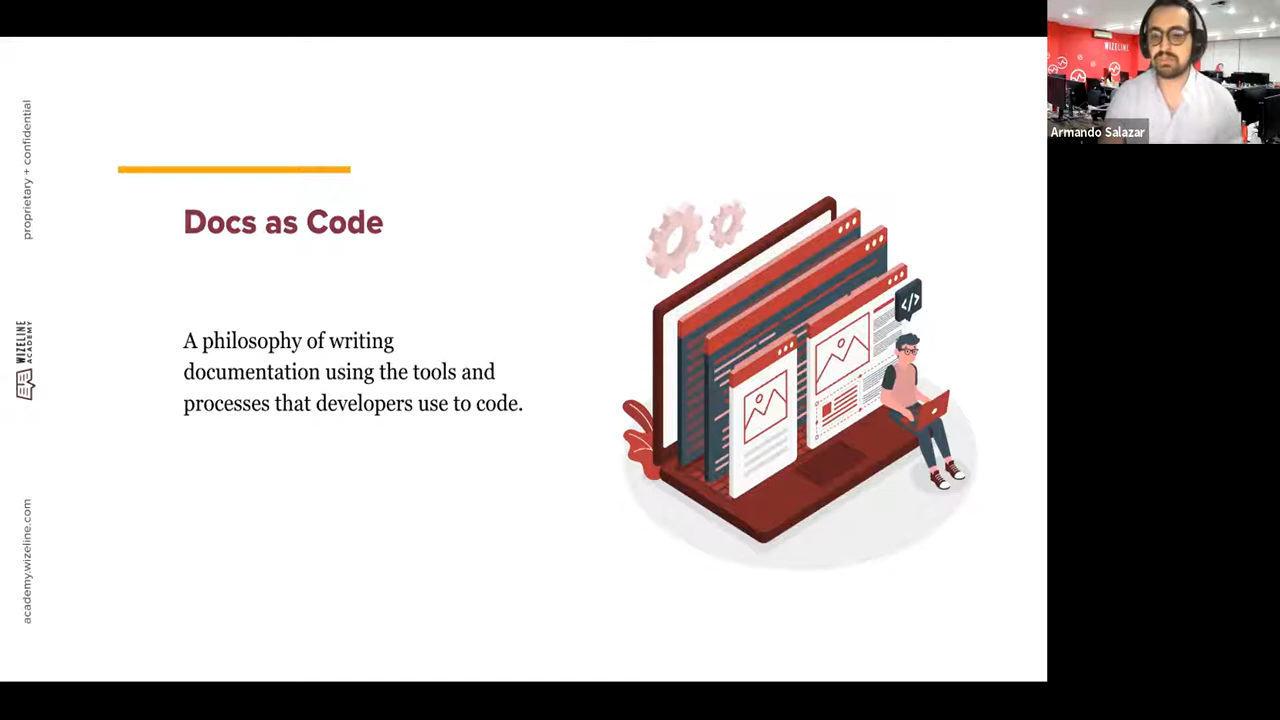 proprietary + confidential
WIZELINE
ACADEMY
academy.wizeline.com
Docs as Code
A philosophy of writing
documentation using the tools and
processes that developers use to code.
</>
WIZELINE
Armando Salazar